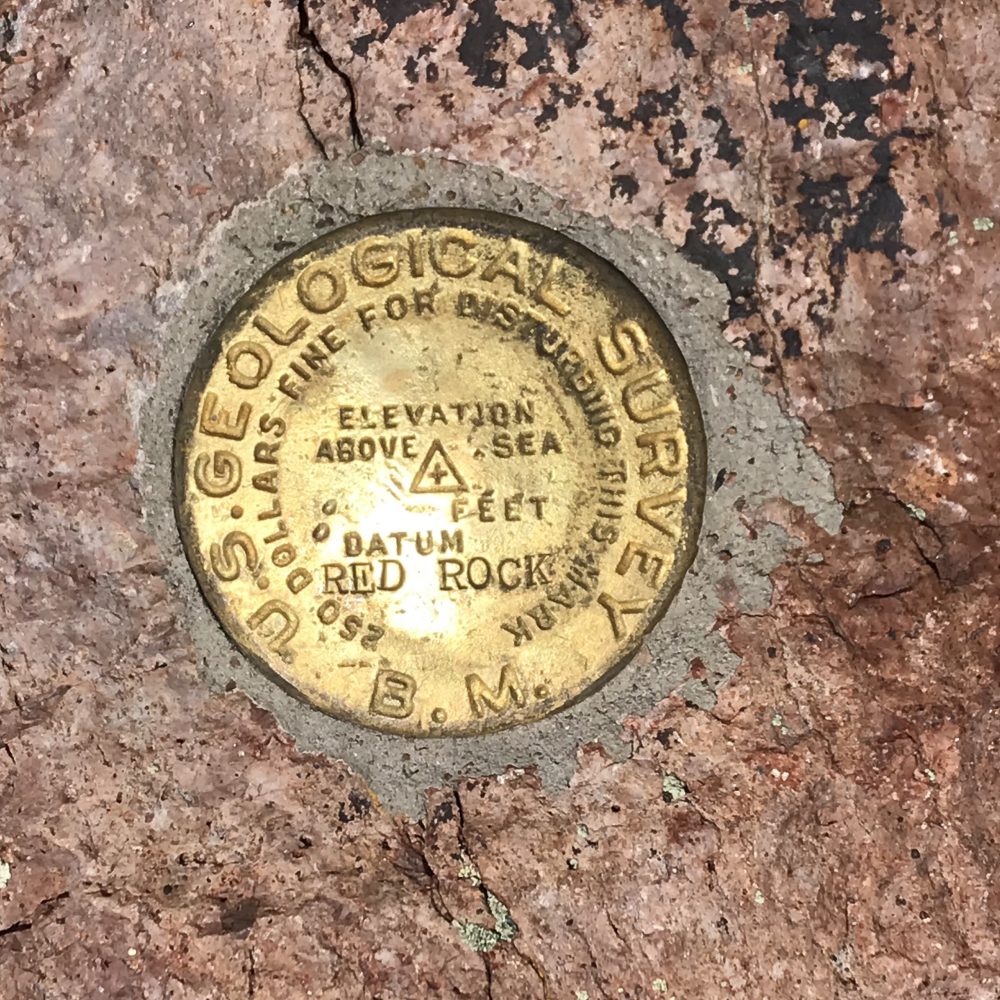 U.S. GEOLOGICAL SURVEY
250 DOLLARS FINE FOR DISTURBING THIS MARK
ELEVATION
ABOVE SEA
FEET
DATUM
RED ROCK
B.M.